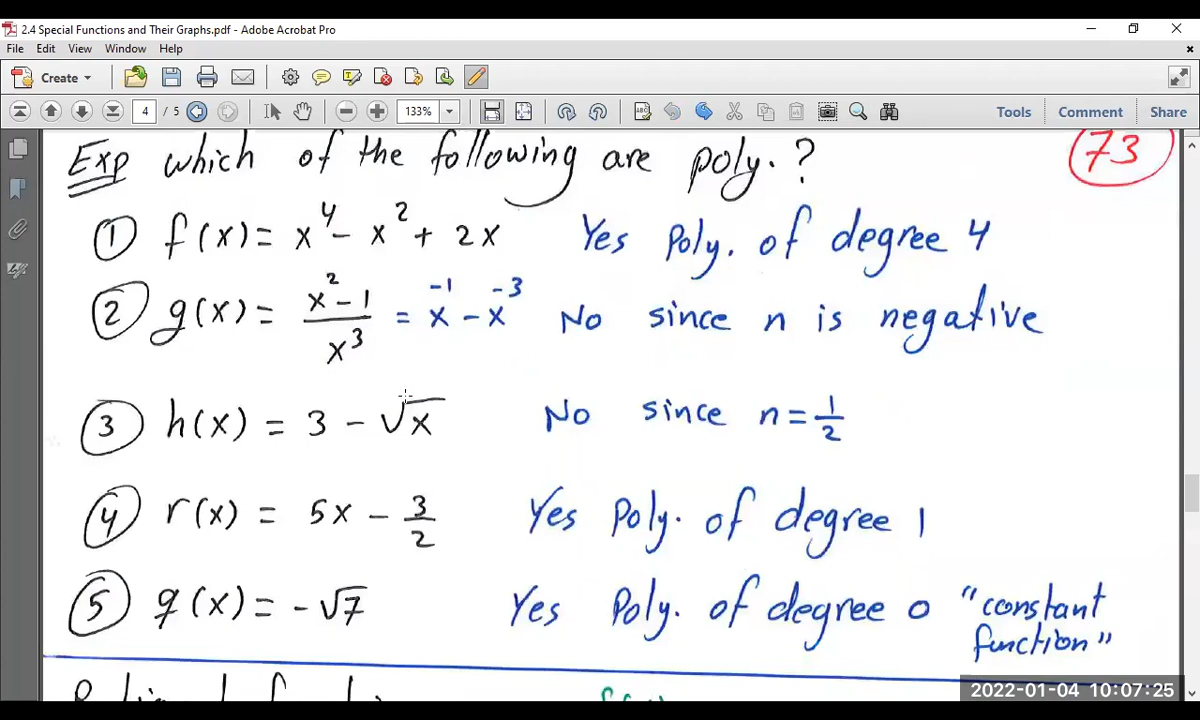 2.4 Special Functions and Their Graphs.pdf - Adobe Acrobat Pro
File Edit View Window Help
Create
4 / 5 133% Tools Comment Share
Exp which of the following are poly. ? 73
① f(x) = x⁴ - x² + 2x Yes Poly. of degree 4
② g(x) = (x² - 1)/x³ = x⁻¹ - x⁻³ No since n is negative
③ h(x) = 3 - √x No since n = 1/2
④ r(x) = 5x - 3/2 Yes Poly. of degree 1
⑤ q(x) = -√7 Yes Poly. of degree 0 "constant
function"
2022-01-04 10:07:25